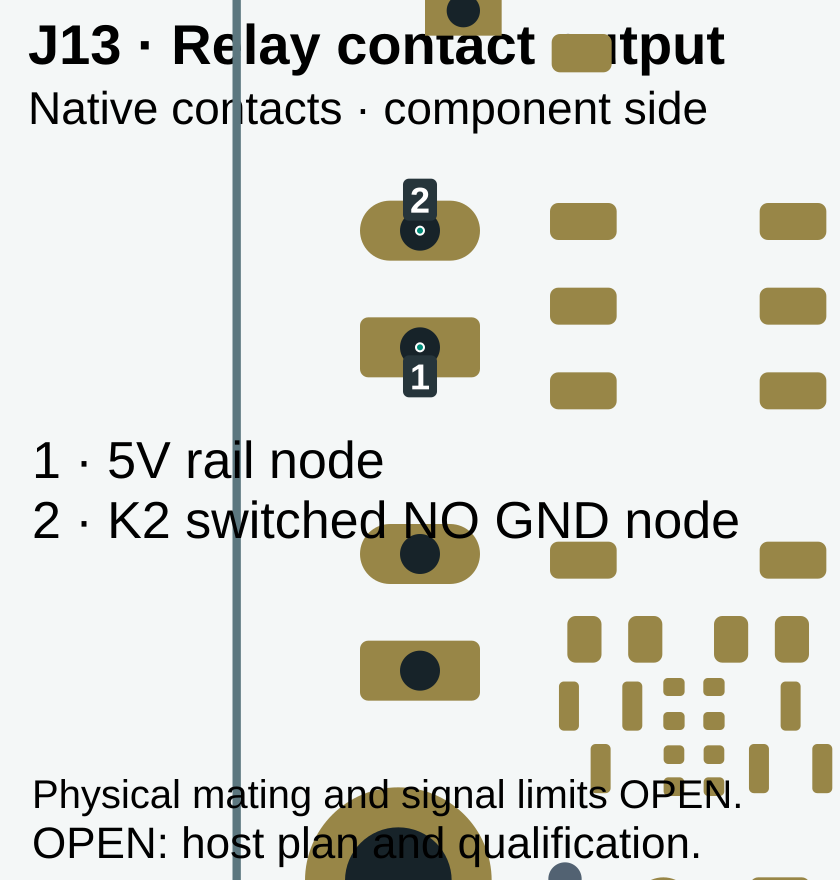 J13 · Relay contact
Native contacts · component side
2
1
1 · 5V rail node
2 · K2 switched NO GND node
Physical mating and signal limits OPEN.
OPEN: host plan and qualification.